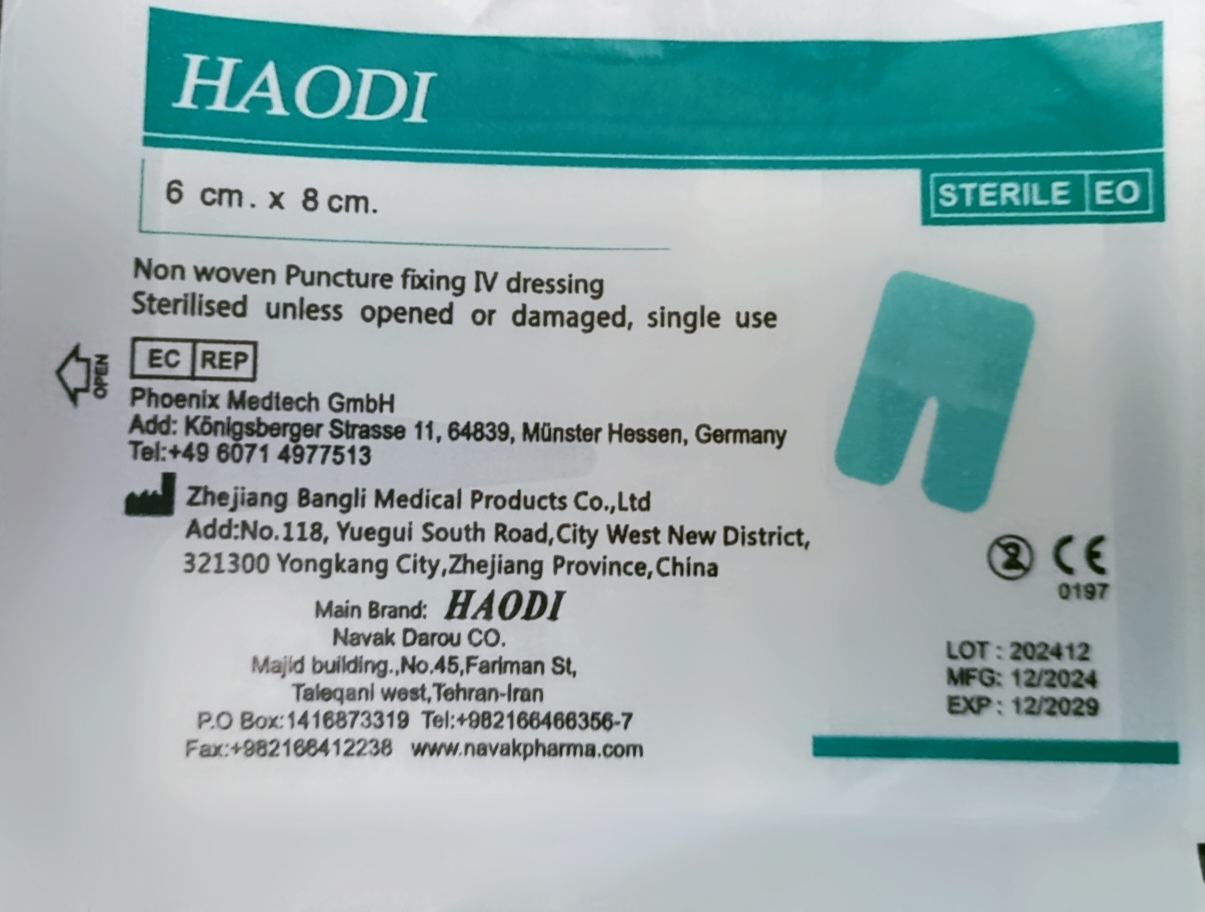 HAODI
6 cm. x 8 cm.
STERILE EO
Non woven Puncture fixing IV dressing
Sterilised unless opened or damaged, single use
OPEN
EC REP
Phoenix Medtech GmbH
Add: Königsberger Strasse 11, 64839, Münster Hessen, Germany
Tel:+49 6071 4977513
Zhejiang Bangli Medical Products Co.,Ltd
Add:No.118, Yuegui South Road,City West New District,
321300 Yongkang City,Zhejiang Province,China
2 CE
0197
Main Brand: HAODI
Navak Darou CO.
Majid building.,No.45,Fariman St,
Taleqani west,Tehran-Iran
P.O Box:1416873319 Tel:+982166466356-7
Fax:+982166412238 www.navakpharma.com
LOT : 202412
MFG: 12/2024
EXP : 12/2029